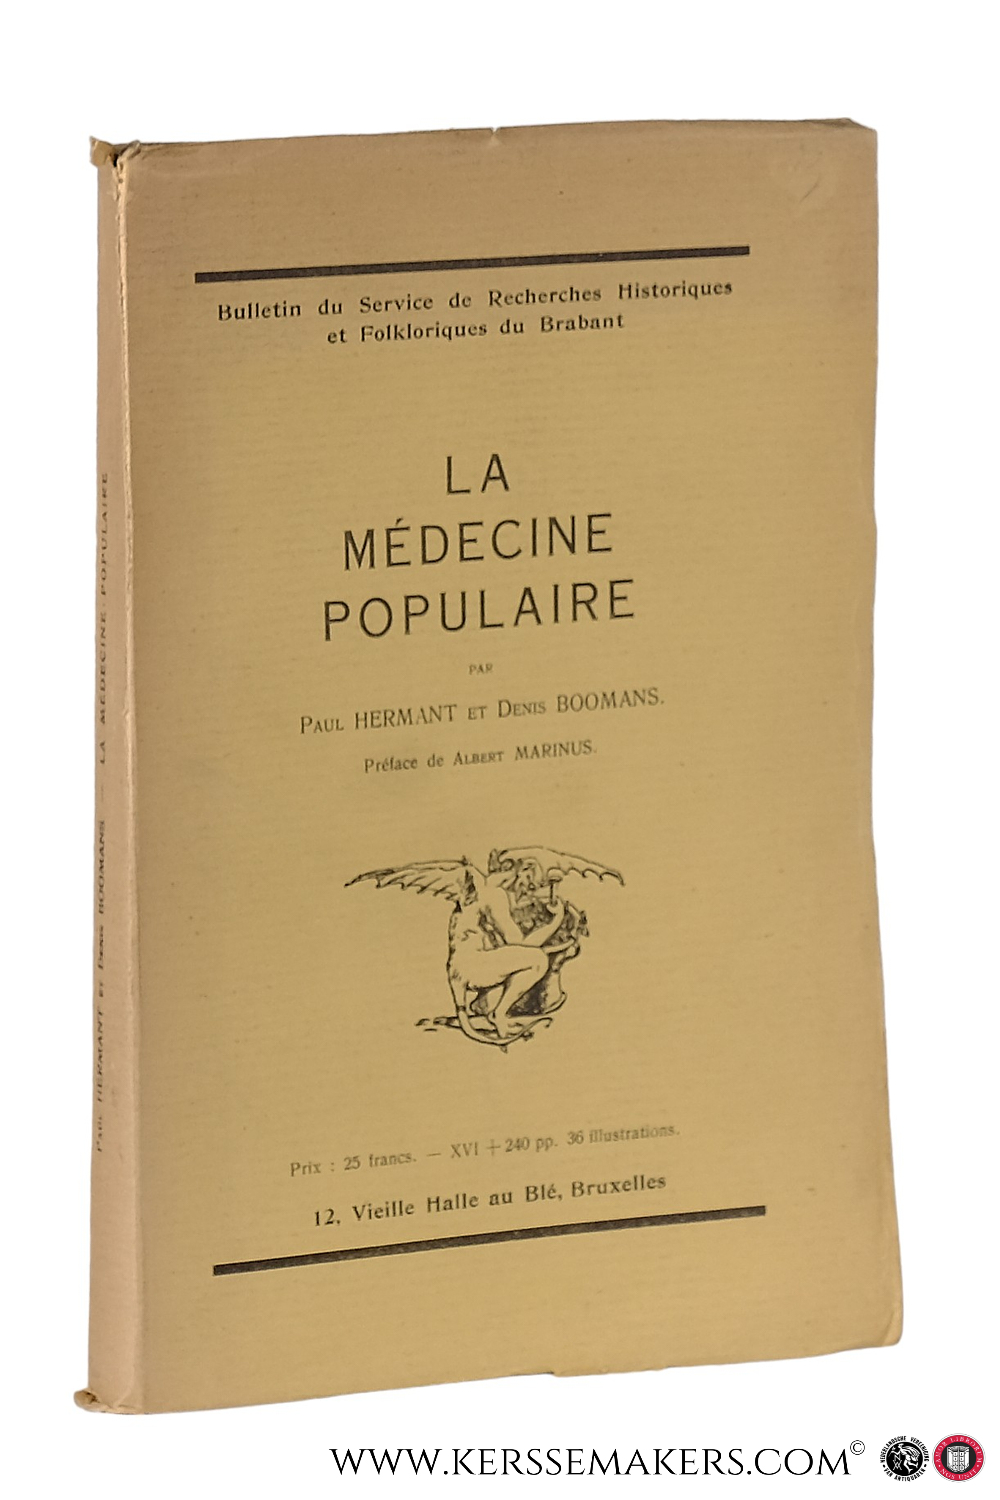 Bulletin du Service de Recherches Historiques
et Folkloriques du Brabant
LA
MÉDECINE
POPULAIRE
PAR
PAUL HERMANT ET DENIS BOOMANS.
Préface de ALBERT MARINUS.
Prix : 25 francs. — XVI + 240 pp. 36 illustrations.
12, Vieille Halle au Blé, Bruxelles
PAUL HERMANT et DENIS BOOMANS — LA MÉDECINE POPULAIRE
WWW.KERSSEMAKERS.COM©